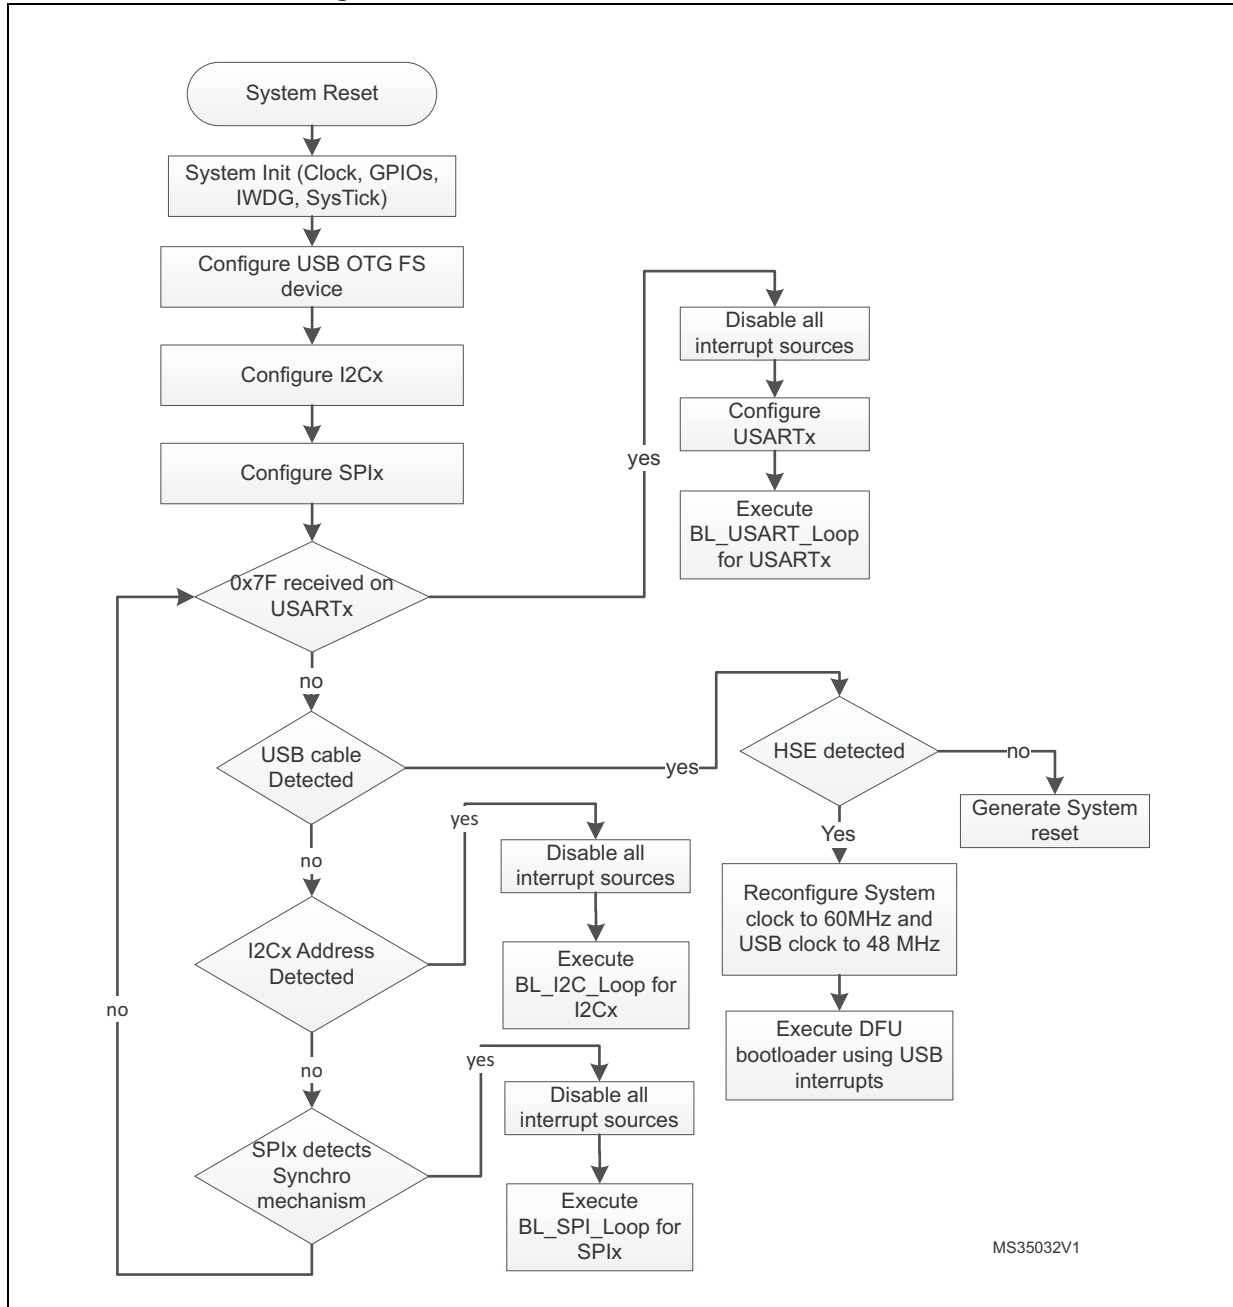 System Reset
System Init (Clock, GPIOs,
IWDG, SysTick)
Configure USB OTG FS
device
Configure I2Cx
Configure SPIx
0x7F received on
USARTx
yes
Disable all
interrupt sources
Configure
USARTx
Execute
BL_USART_Loop
for USARTx
no
USB cable
Detected
yes
HSE detected
no
Generate System
reset
Yes
Reconfigure System
clock to 60MHz and
USB clock to 48 MHz
Execute DFU
bootloader using USB
interrupts
no
I2Cx Address
Detected
yes
Disable all
interrupt sources
Execute
BL_I2C_Loop for
I2Cx
no
SPIx detects
Synchro
mechanism
yes
Disable all
interrupt sources
Execute
BL_SPI_Loop for
SPIx
no
MS35032V1